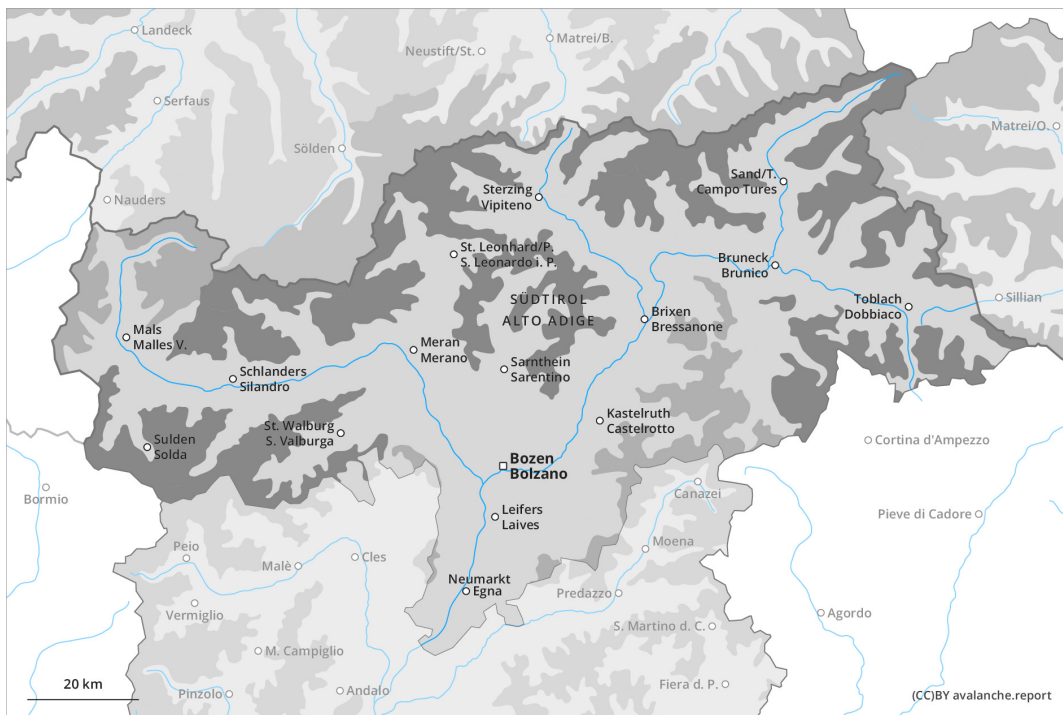 Landeck
Neustift/St.
Matrei/B.
Serfaus
Matrei/O.
Sölden
Sand/T.
Campo Tures
Sterzing
Vipiteno
Nauders
St. Leonhard/P.
S. Leonardo i. P.
Bruneck
Brunico
SÜDTIROL
ALTO ADIGE
Toblach
Dobbiaco
Sillian
Brixen
Bressanone
Mals
Malles V.
Meran
Merano
Sarnthein
Sarentino
Schlanders
Silandro
Kastelruth
Castelrotto
St. Walburg
S. Valburga
Sulden
Solda
Cortina d'Ampezzo
Bozen
Bolzano
Bormio
Canazei
Leifers
Laives
Pieve di Cadore
Moena
Peio
Malè
Cles
Neumarkt
Egna
Predazzo
Vermiglio
Agordo
S. Martino d. C.
M. Campiglio
20 km
Pinzolo
Andalo
Fiera d. P.
(CC)BY avalanche.report